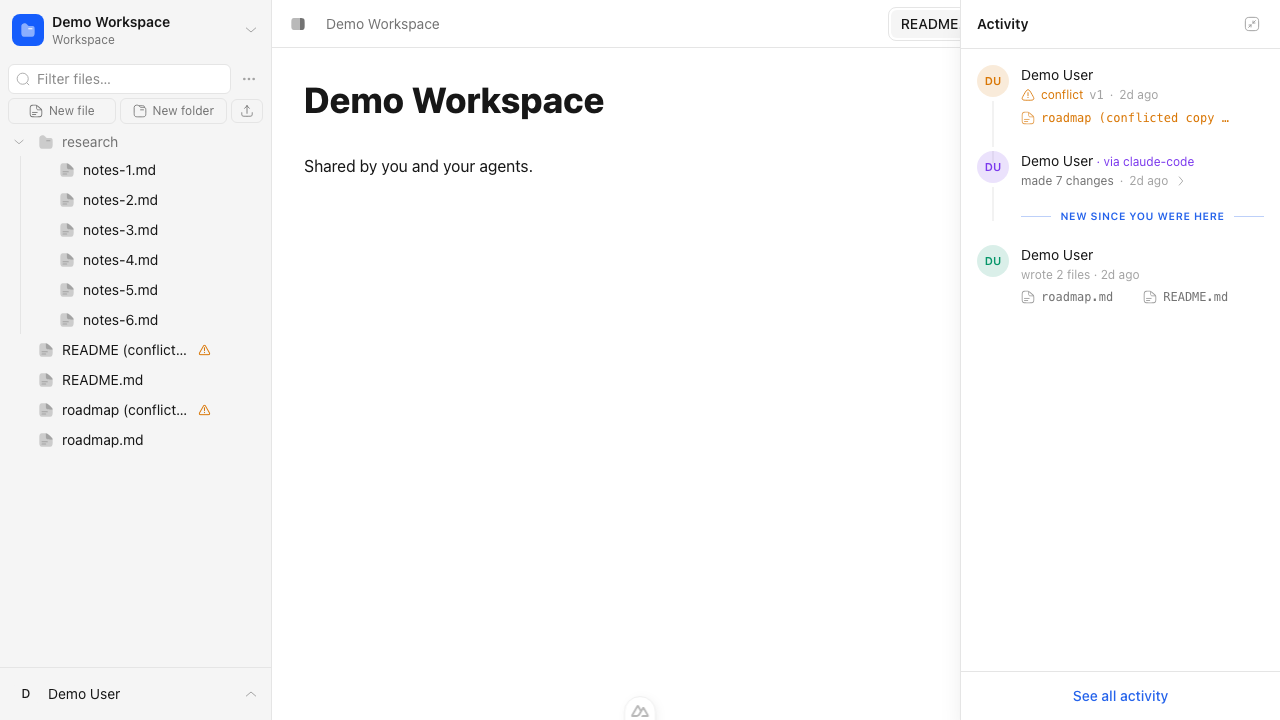 Demo Workspace
Workspace
Filter files...
New file
New folder
research
notes-1.md
notes-2.md
notes-3.md
notes-4.md
notes-5.md
notes-6.md
README (conflict...
README.md
roadmap (conflict...
roadmap.md
D
Demo User
Demo Workspace
README
Demo Workspace
Shared by you and your agents.
Activity
DU
Demo User
conflict v1 · 2d ago
roadmap (conflicted copy …
DU
Demo User · via claude-code
made 7 changes · 2d ago
NEW SINCE YOU WERE HERE
DU
Demo User
wrote 2 files · 2d ago
roadmap.md README.md
See all activity